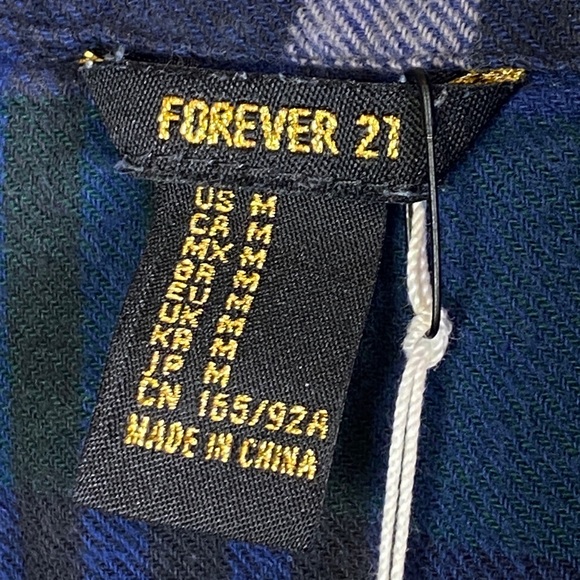 FOREVER 21
US M
CA M
MX M
BR M
EU M
UK M
KR M
JP M
CN 165/92A
MADE IN CHINA